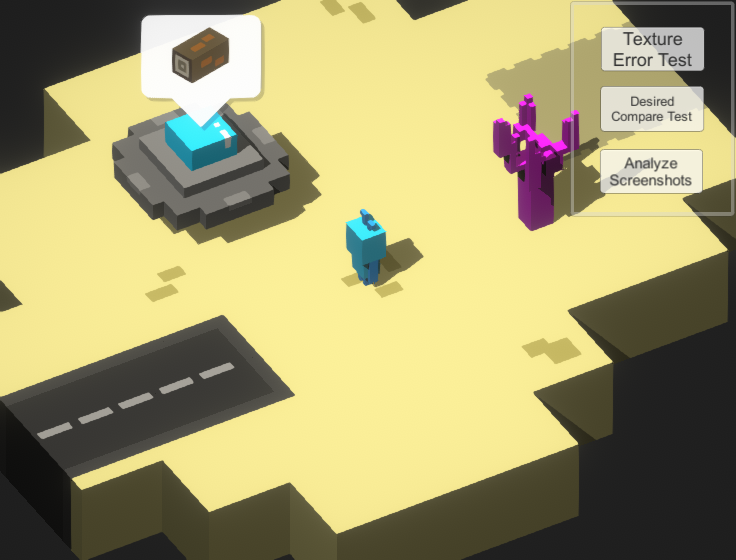 Texture
Error Test
Desired
Compare Test
Analyze
Screenshots